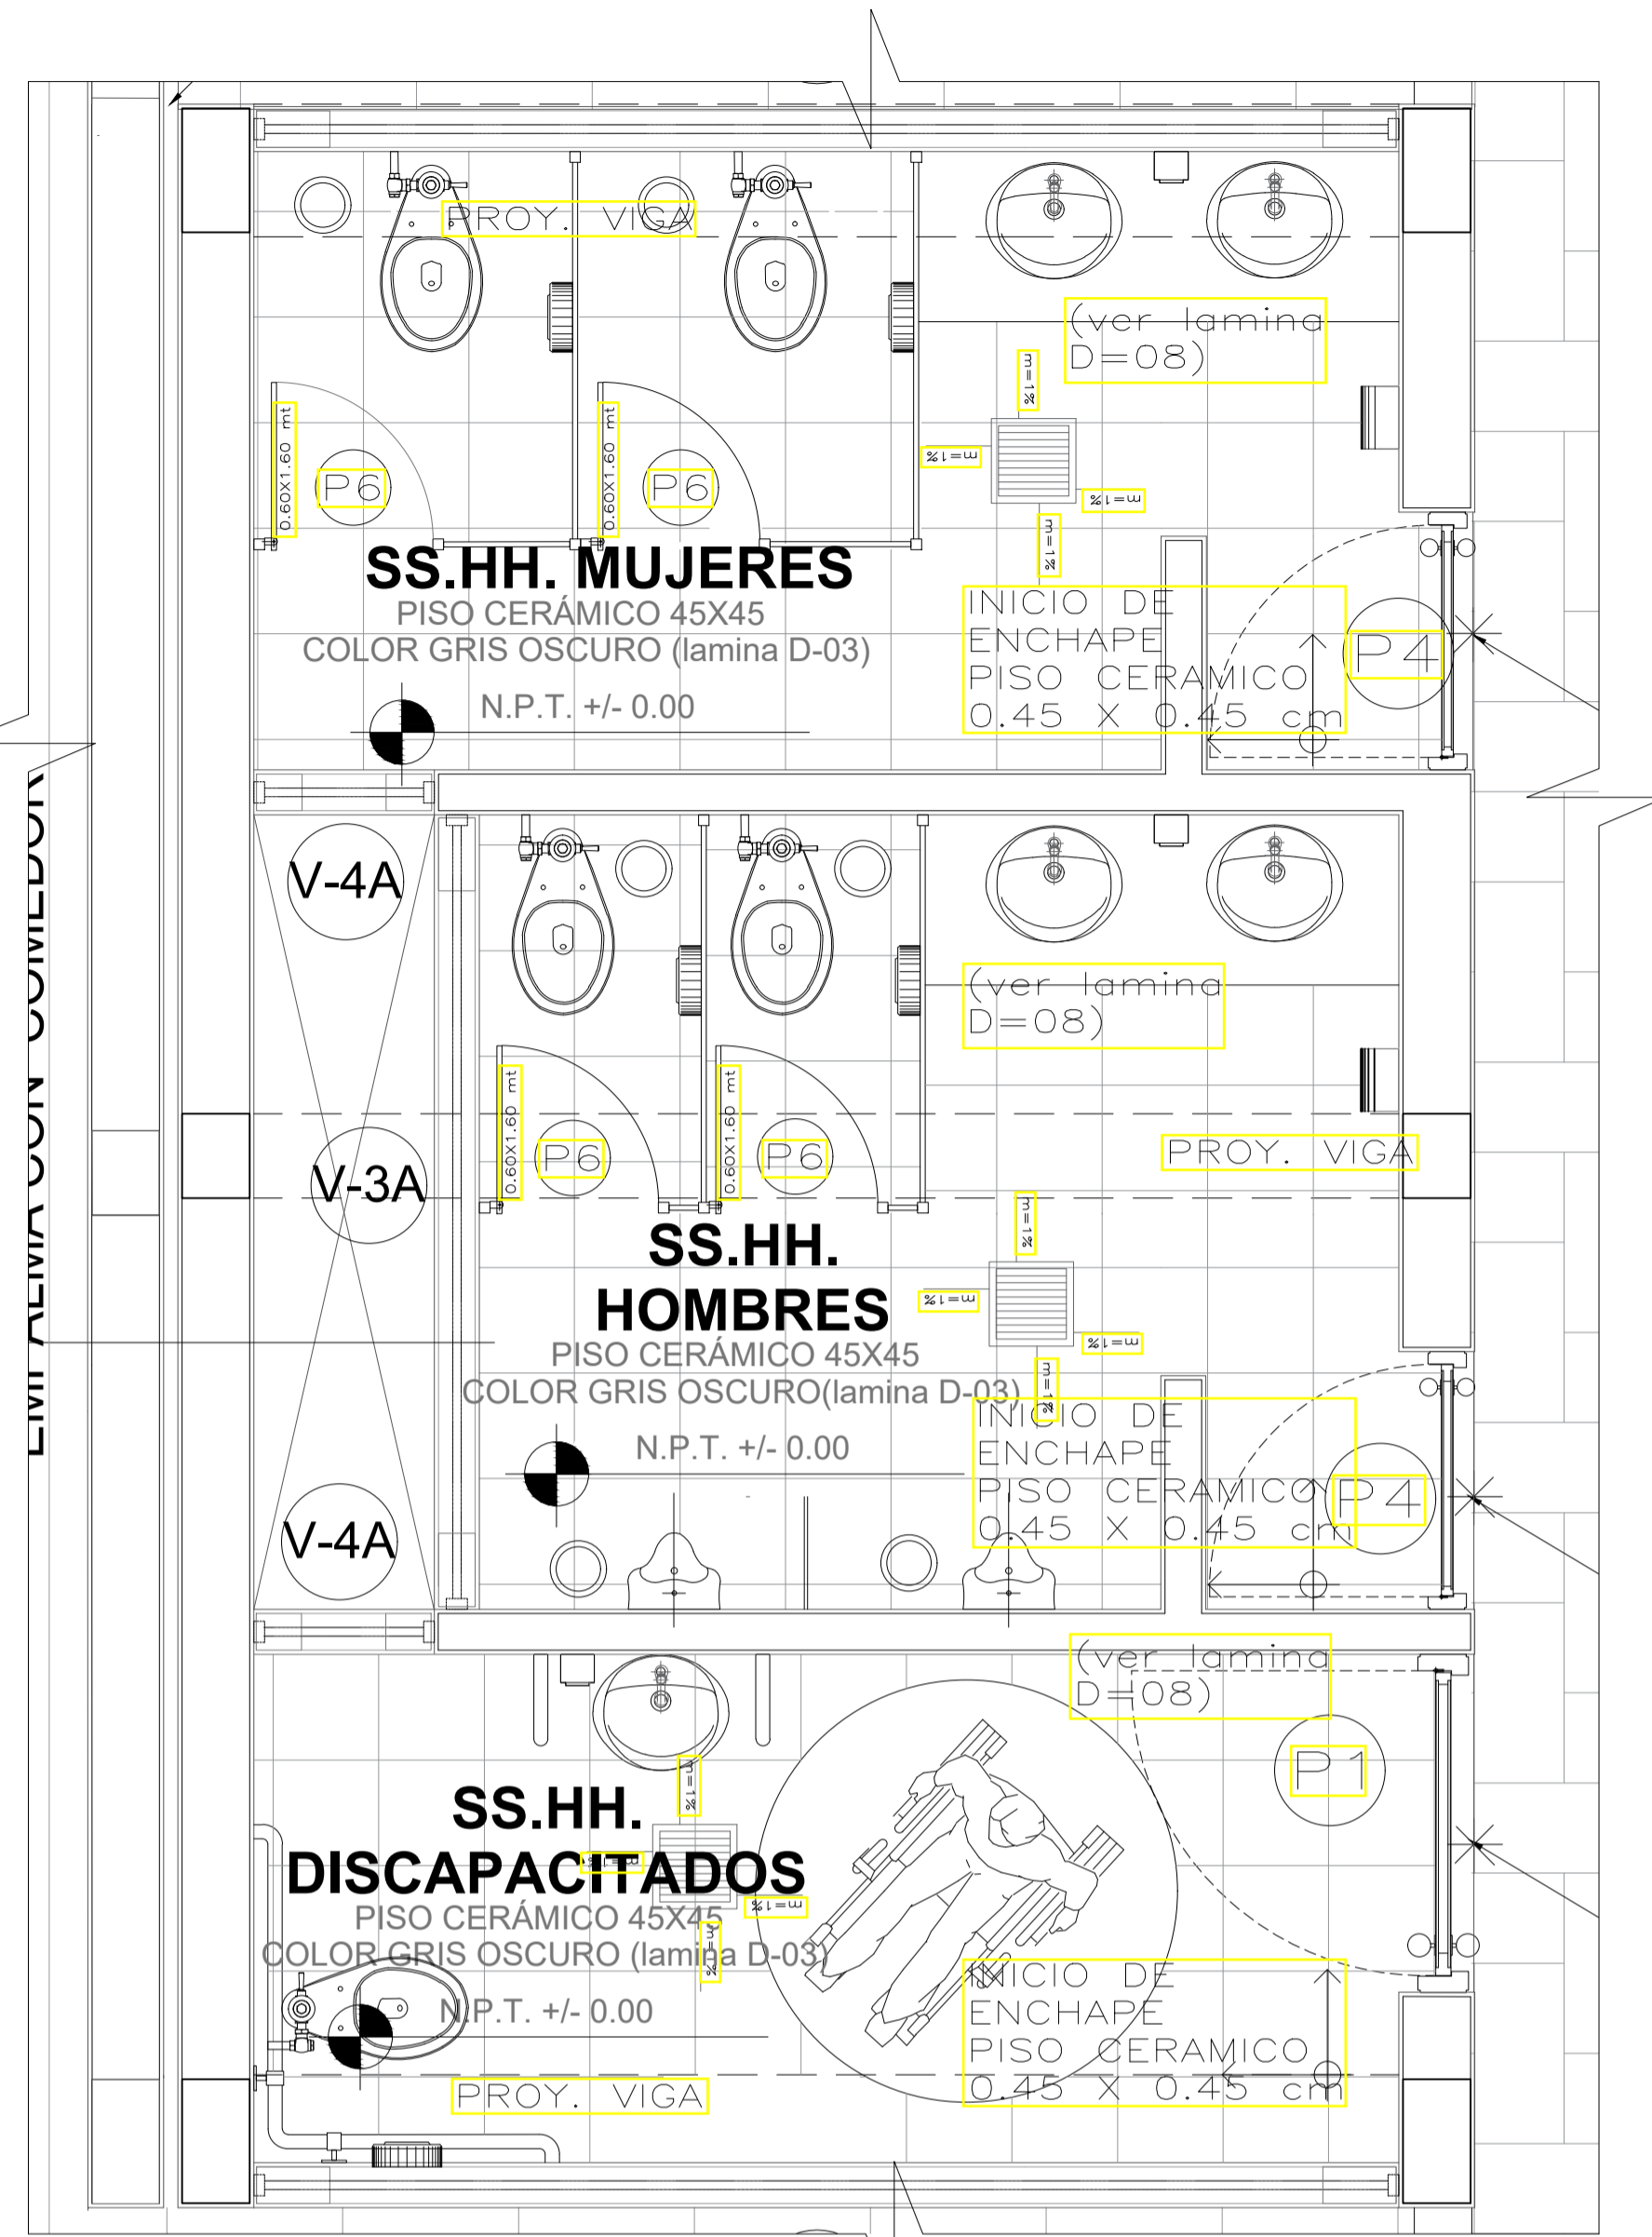 PROY. VIGA
(ver lamina
D=08)
m=1%
m=1%
m=1%
m=1%
0.60X1.60 mt
P6
0.60X1.60 mt
P6
SS.HH. MUJERES
PISO CERÁMICO 45X45
COLOR GRIS OSCURO (lamina D-03)
N.P.T. +/- 0.00
INICIO DE
ENCHAPE
PISO CERAMICO
0.45 X 0.45 cm
P4
V-4A
V-3A
V-4A
(ver lamina
D=08)
0.60X1.60 mt
P6
0.60X1.60 mt
P6
PROY. VIGA
m=1%
m=1%
m=1%
m=1%
SS.HH.
HOMBRES
PISO CERÁMICO 45X45
COLOR GRIS OSCURO(lamina D-03)
N.P.T. +/- 0.00
INICIO DE
ENCHAPE
PISO CERAMICO
0.45 X 0.45 cm
P4
(ver lamina
D=08)
P1
m=1%
m=1%
m=1%
m=1%
SS.HH.
DISCAPACITADOS
PISO CERÁMICO 45X45
COLOR GRIS OSCURO (lamina D-03)
N.P.T. +/- 0.00
INICIO DE
ENCHAPE
PISO CERAMICO
0.45 X 0.45 cm
PROY. VIGA
CON COMEDOR